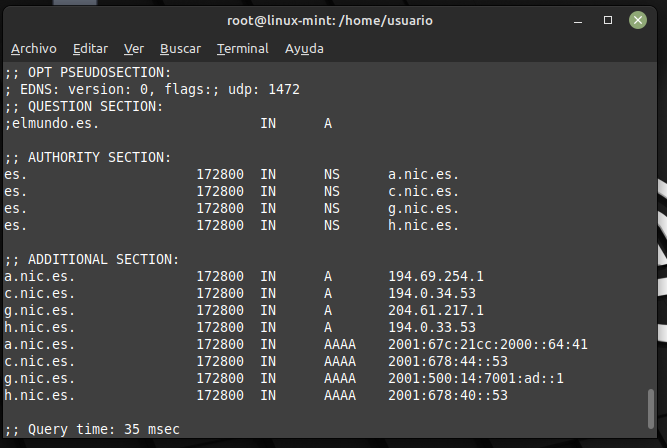 root@linux-mint: /home/usuario
Archivo Editar Ver Buscar Terminal Ayuda
;; OPT PSEUDOSECTION:
; EDNS: version: 0, flags:; udp: 1472
;; QUESTION SECTION:
;elmundo.es. IN A
;; AUTHORITY SECTION:
es. 172800 IN NS a.nic.es.
es. 172800 IN NS c.nic.es.
es. 172800 IN NS g.nic.es.
es. 172800 IN NS h.nic.es.
;; ADDITIONAL SECTION:
a.nic.es. 172800 IN A 194.69.254.1
c.nic.es. 172800 IN A 194.0.34.53
g.nic.es. 172800 IN A 204.61.217.1
h.nic.es. 172800 IN A 194.0.33.53
a.nic.es. 172800 IN AAAA 2001:67c:21cc:2000::64:41
c.nic.es. 172800 IN AAAA 2001:678:44::53
g.nic.es. 172800 IN AAAA 2001:500:14:7001:ad::1
h.nic.es. 172800 IN AAAA 2001:678:40::53
;; Query time: 35 msec